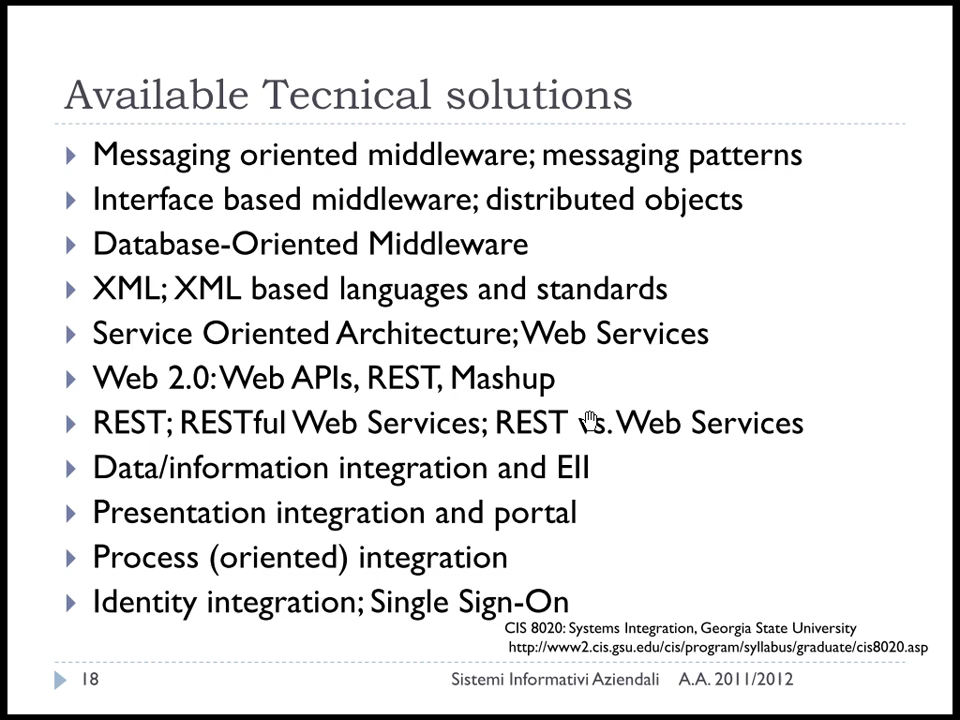 Available Tecnical solutions
Messaging oriented middleware; messaging patterns
Interface based middleware; distributed objects
Database-Oriented Middleware
XML; XML based languages and standards
Service Oriented Architecture; Web Services
Web 2.0: Web APIs, REST, Mashup
REST; RESTful Web Services; REST vs. Web Services
Data/information integration and EII
Presentation integration and portal
Process (oriented) integration
Identity integration; Single Sign-On
CIS 8020: Systems Integration, Georgia State University
http://www2.cis.gsu.edu/cis/program/syllabus/graduate/cis8020.asp
18 Sistemi Informativi Aziendali A.A. 2011/2012